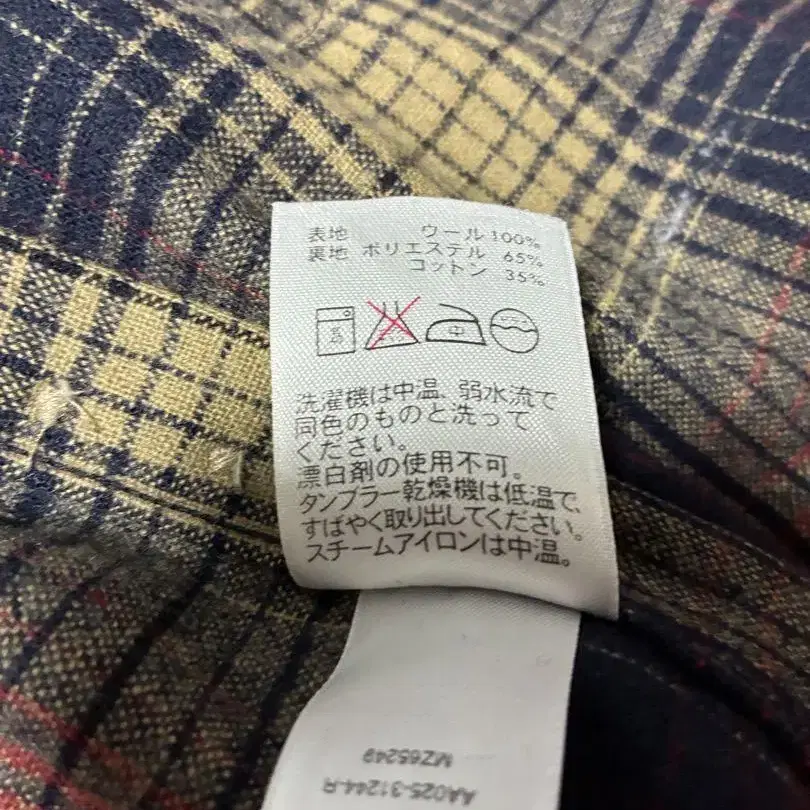 表地 ウール 100%
裏地 ポリエステル 65%
コットン 35%
中
洗濯機は中温、弱水流で
同色のものと洗って
ください。
漂白剤の使用不可。
タンブラー乾燥機は低温で、
すばやく取り出してください。
スチームアイロンは中温。
MZ65249
AA025-31244-R